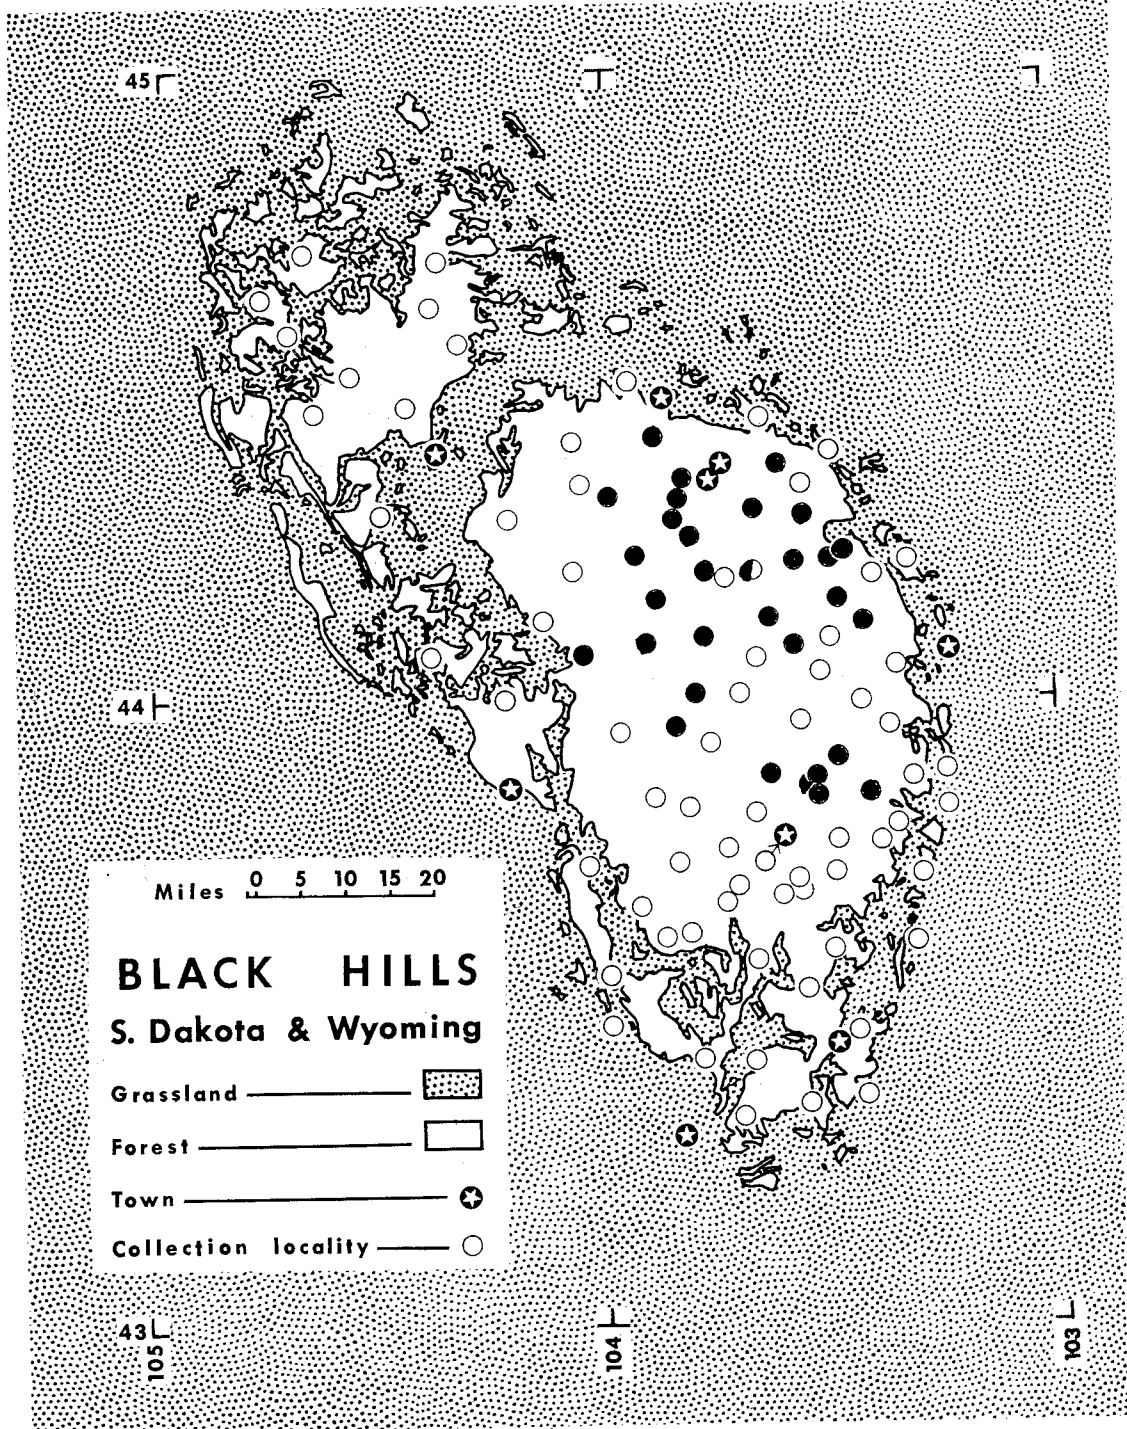 45
44
Miles 0 5 10 15 20
BLACK HILLS
S. Dakota & Wyoming
Grassland
Forest
Town
Collection locality
43
105
104
103